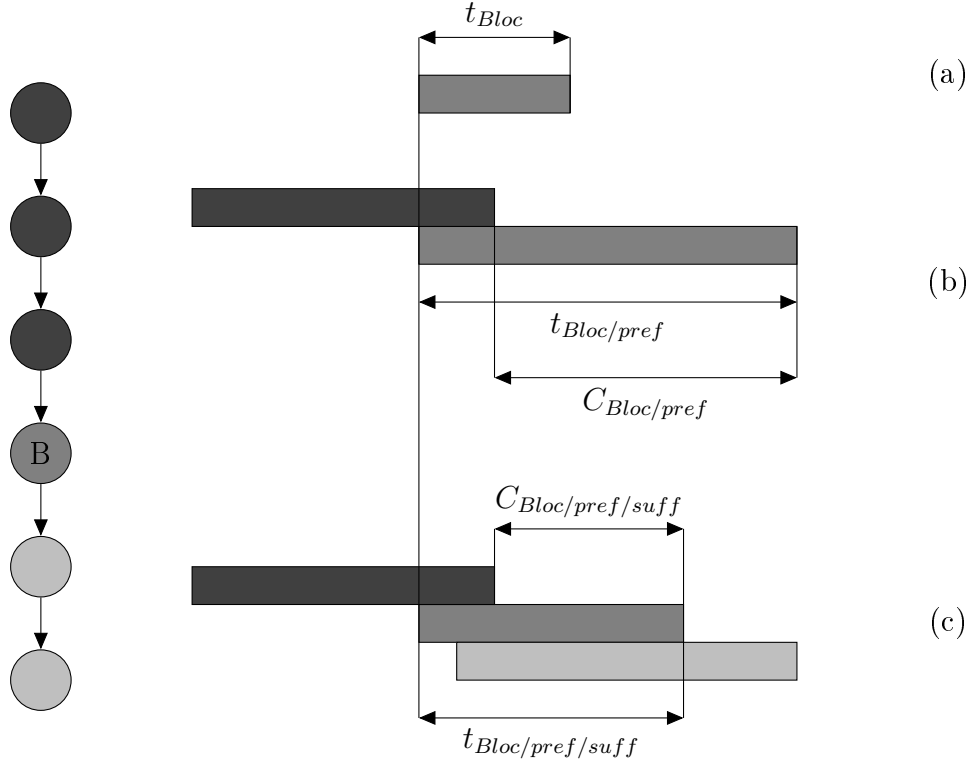 t_{Bloc}
(a)
(b)
t_{Bloc/pref}
C_{Bloc/pref}
B
C_{Bloc/pref/suff}
(c)
t_{Bloc/pref/suff}